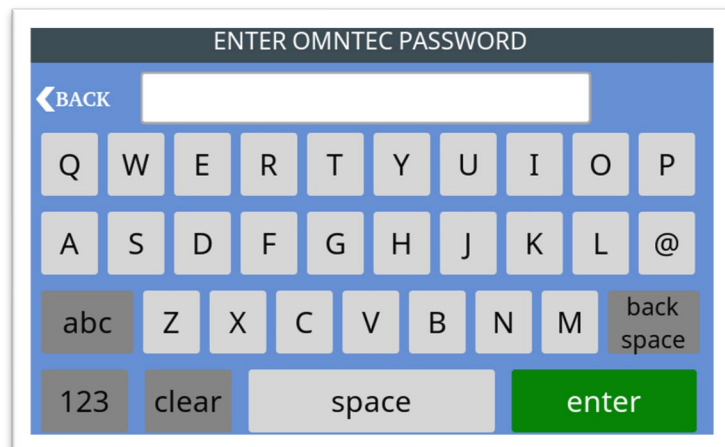 ENTER OMNTEC PASSWORD
BACK
Q W E R T Y U I O P
A S D F G H J K L @
abc Z X C V B N M back space
123 clear space enter